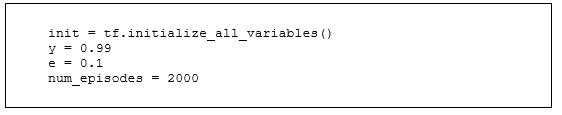 init = tf.initialize_all_variables()
y = 0.99
e = 0.1
num_episodes = 2000